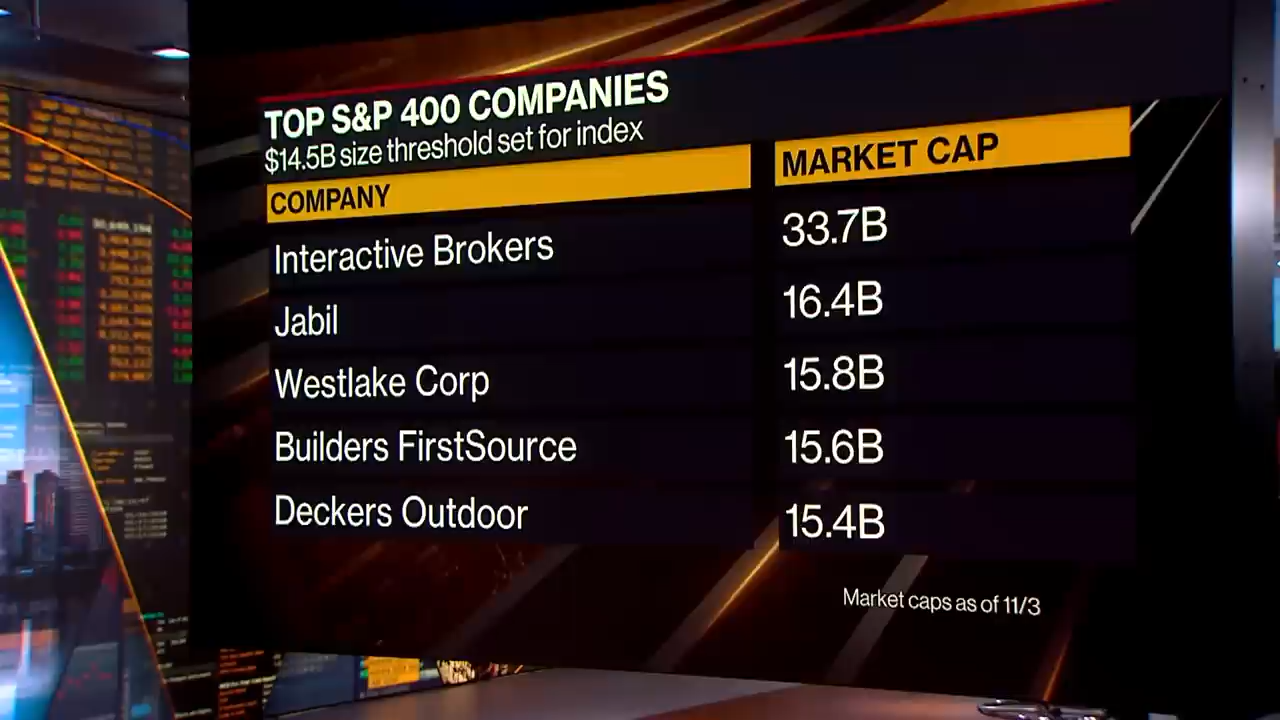 TOP S&P 400 COMPANIES
$14.5B size threshold set for index
COMPANY MARKET CAP
Interactive Brokers 33.7B
Jabil 16.4B
Westlake Corp 15.8B
Builders FirstSource 15.6B
Deckers Outdoor 15.4B
Market caps as of 11/3